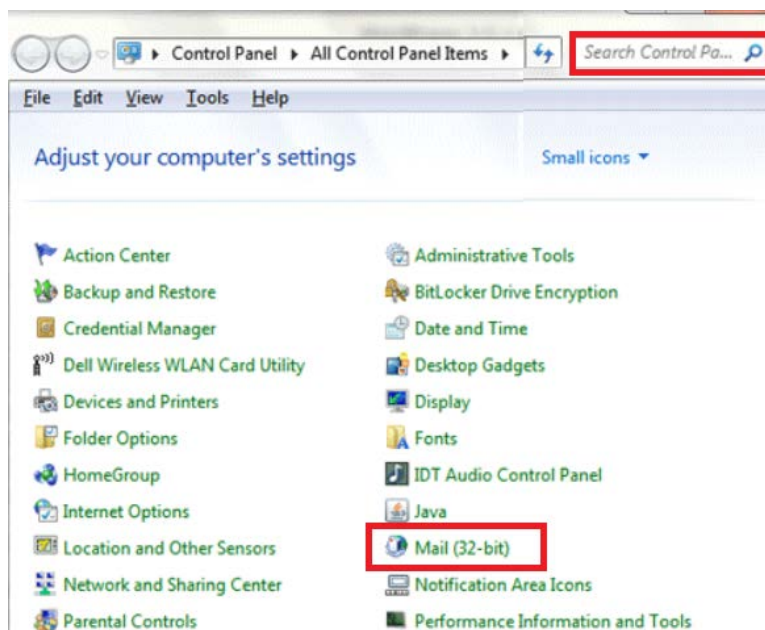 Control Panel All Control Panel Items Search Control Pa...
File Edit View Tools Help
Adjust your computer's settings Small icons
Action Center Administrative Tools
Backup and Restore BitLocker Drive Encryption
Credential Manager Date and Time
Dell Wireless WLAN Card Utility Desktop Gadgets
Devices and Printers Display
Folder Options Fonts
HomeGroup IDT Audio Control Panel
Internet Options Java
Location and Other Sensors Mail (32-bit)
Network and Sharing Center Notification Area Icons
Parental Controls Performance Information and Tools